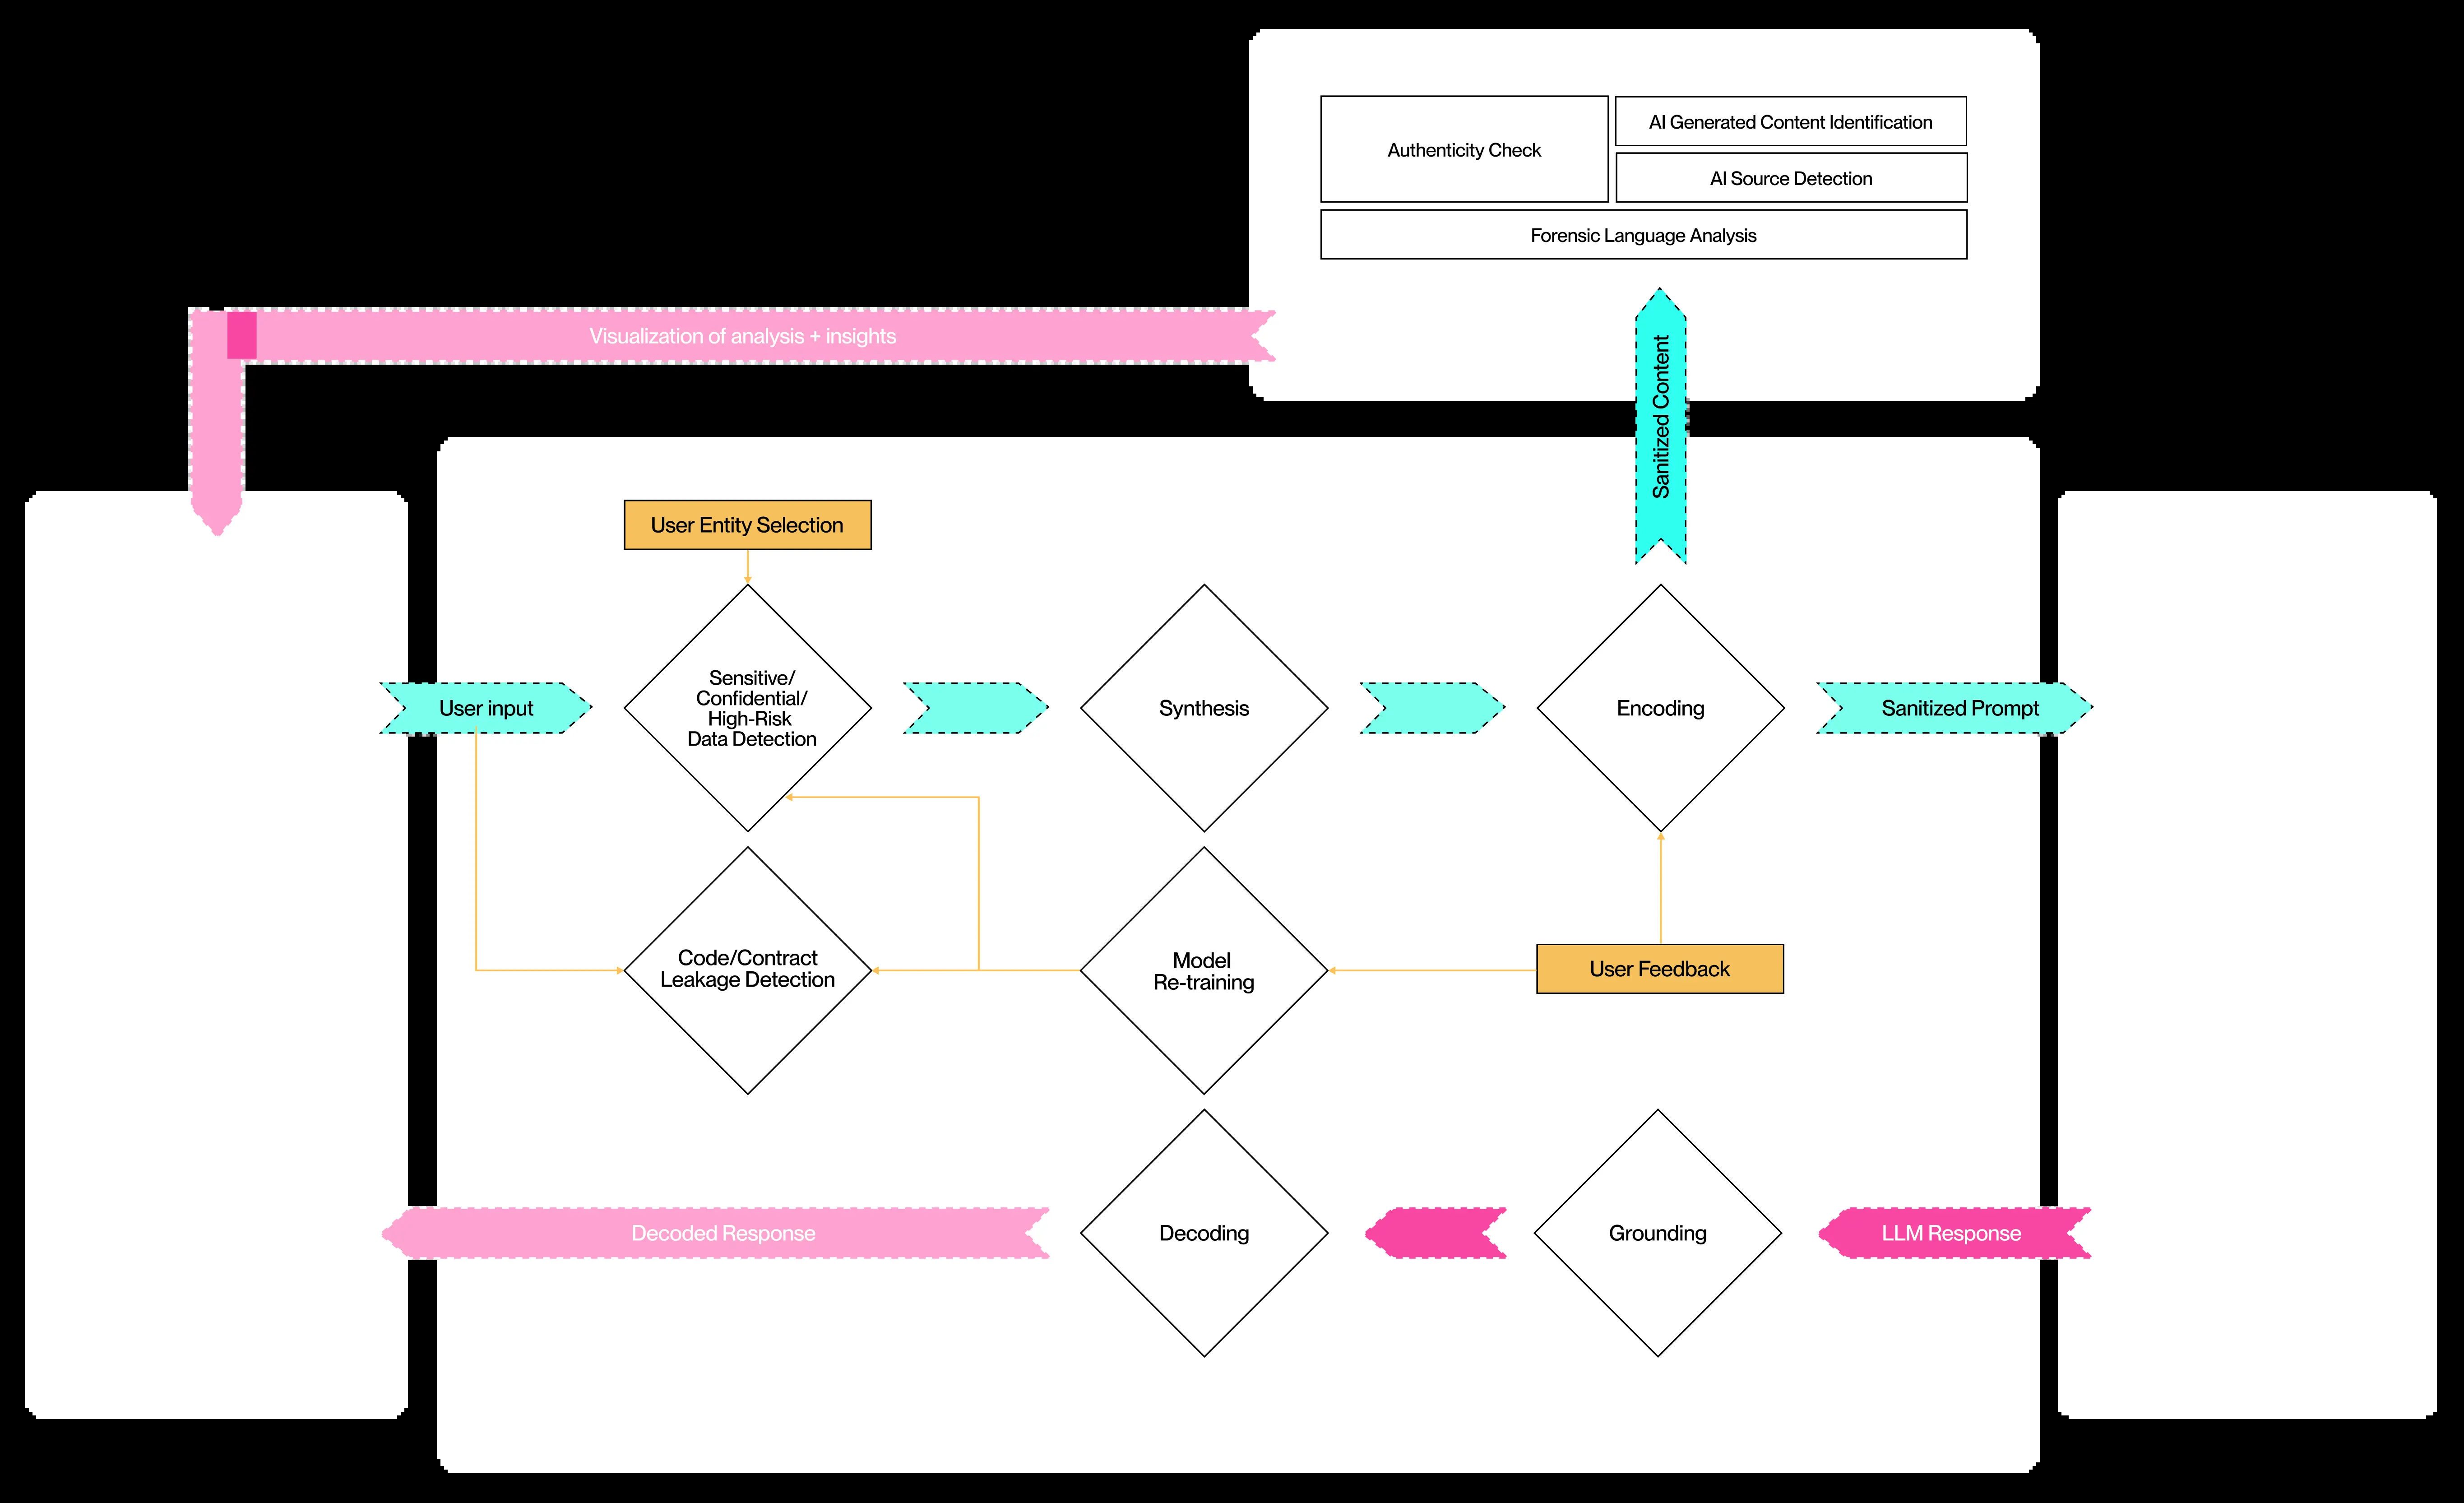 Authenticity Check
AI Generated Content Identification
AI Source Detection
Forensic Language Analysis
Visualization of analysis + insights
Sanitized Content
User Entity Selection
User input
Sensitive/
Confidential/
High-Risk
Data Detection
Synthesis
Encoding
Sanitized Prompt
Code/Contract
Leakage Detection
Model
Re-training
User Feedback
Decoded Response
Decoding
Grounding
LLM Response